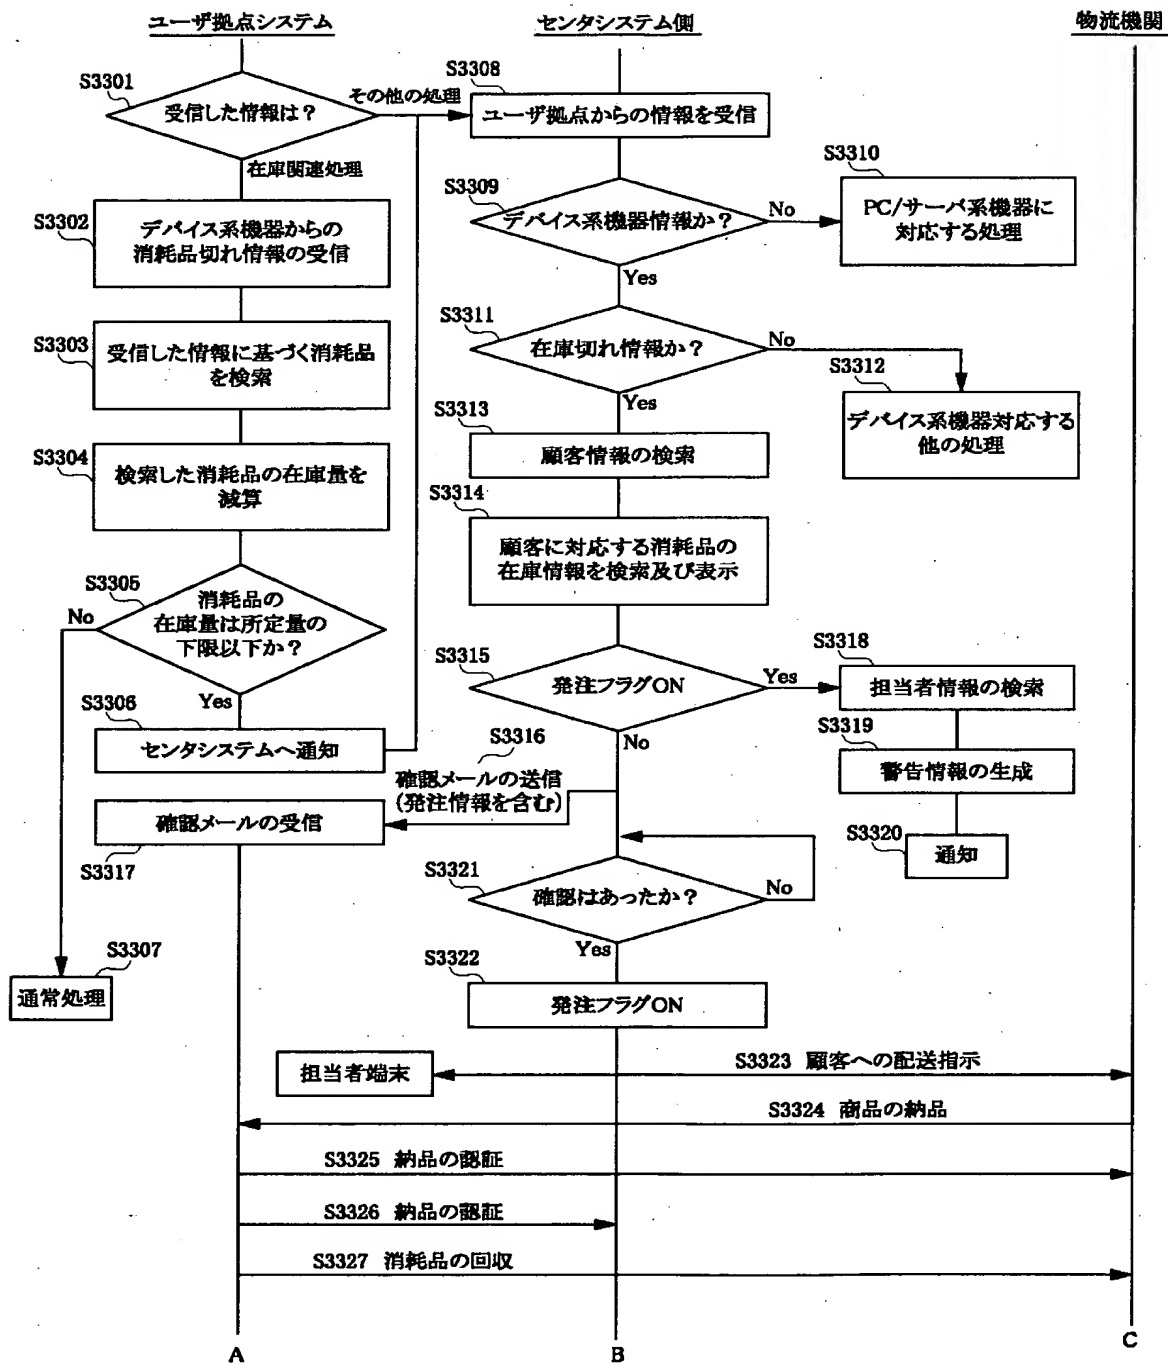 ユーザ拠点システム
センタシステム側
物流機関
S3301
受信した情報は？
その他の処理
在庫関速処理
S3302
デバイス系機器からの
消耗品切れ情報の受信
S3303
受信した情報に基づく消耗品
を検索
S3304
検索した消耗品の在庫量を
減算
S3305
消耗品の
在庫量は所定量の
下限以下か？
No
Yes
S3306
センタシステムへ通知
確認メールの受信
S3317
S3307
通常処理
S3308
ユーザ拠点からの情報を受信
S3309
デバイス系機器情報か？
No
Yes
S3310
PC/サーバ系機器に
対応する処理
S3311
在庫切れ情報か？
No
Yes
S3312
デバイス系機器対応する
他の処理
S3313
顧客情報の検索
S3314
顧客に対応する消耗品の
在庫情報を検索及び表示
S3315
発注フラグON
Yes
No
S3318
担当者情報の検索
S3319
警告情報の生成
S3320
通知
S3316
確認メールの送信
(発注情報を含む)
S3321
確認はあったか？
No
Yes
S3322
発注フラグON
担当者端末
S3323 顧客への配送指示
S3324 商品の納品
S3325 納品の認証
S3326 納品の認証
S3327 消耗品の回収
A
B
C